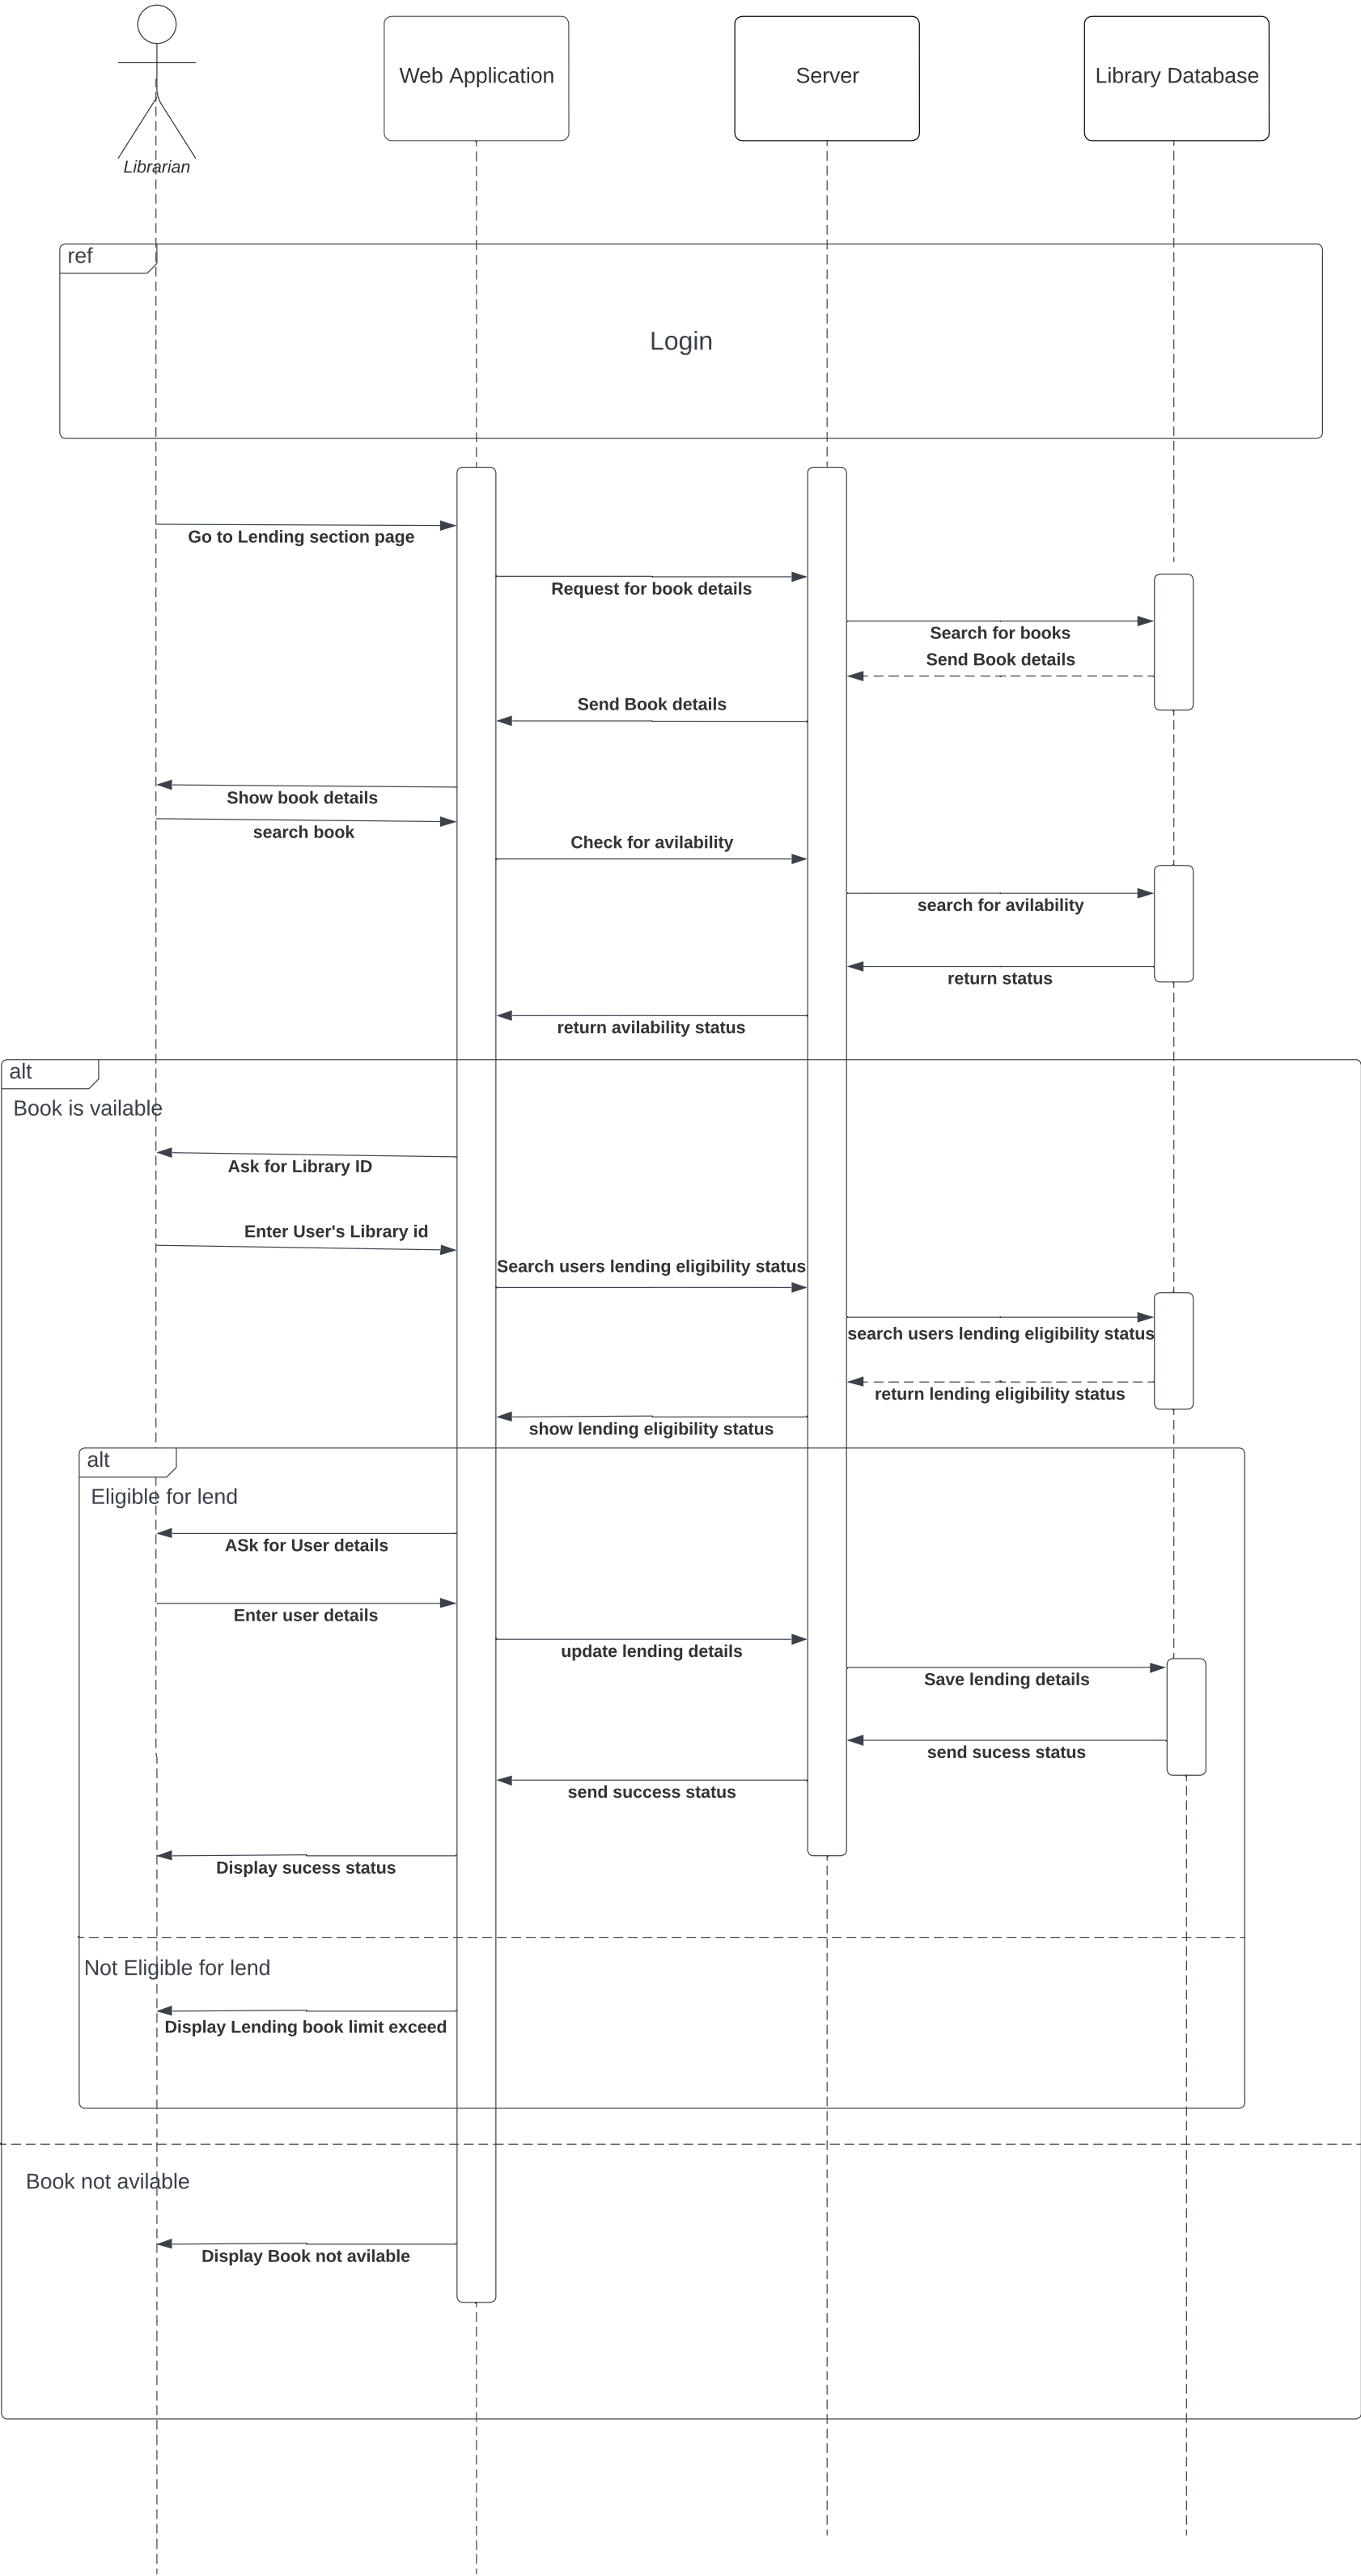 Librarian
Web Application
Server
Library Database
ref
Login
Go to Lending section page
Request for book details
Search for books
Send Book details
Send Book details
Show book details
search book
Check for avilability
search for avilability
return status
return avilability status
alt
Book is vailable
Ask for Library ID
Enter User's Library id
Search users lending eligibility status
search users lending eligibility status
return lending eligibility status
show lending eligibility status
alt
Eligible for lend
ASk for User details
Enter user details
update lending details
Save lending details
send sucess status
send success status
Display sucess status
Not Eligible for lend
Display Lending book limit exceed
Book not avilable
Display Book not avilable